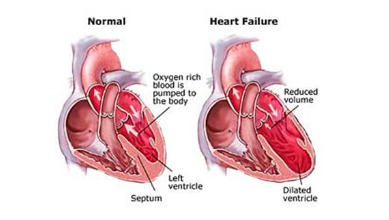 Normal
Heart Failure
Oxygen rich
blood is
pumped to
the body
Left
ventricle
Septum
Reduced
volume
Dilated
ventricle